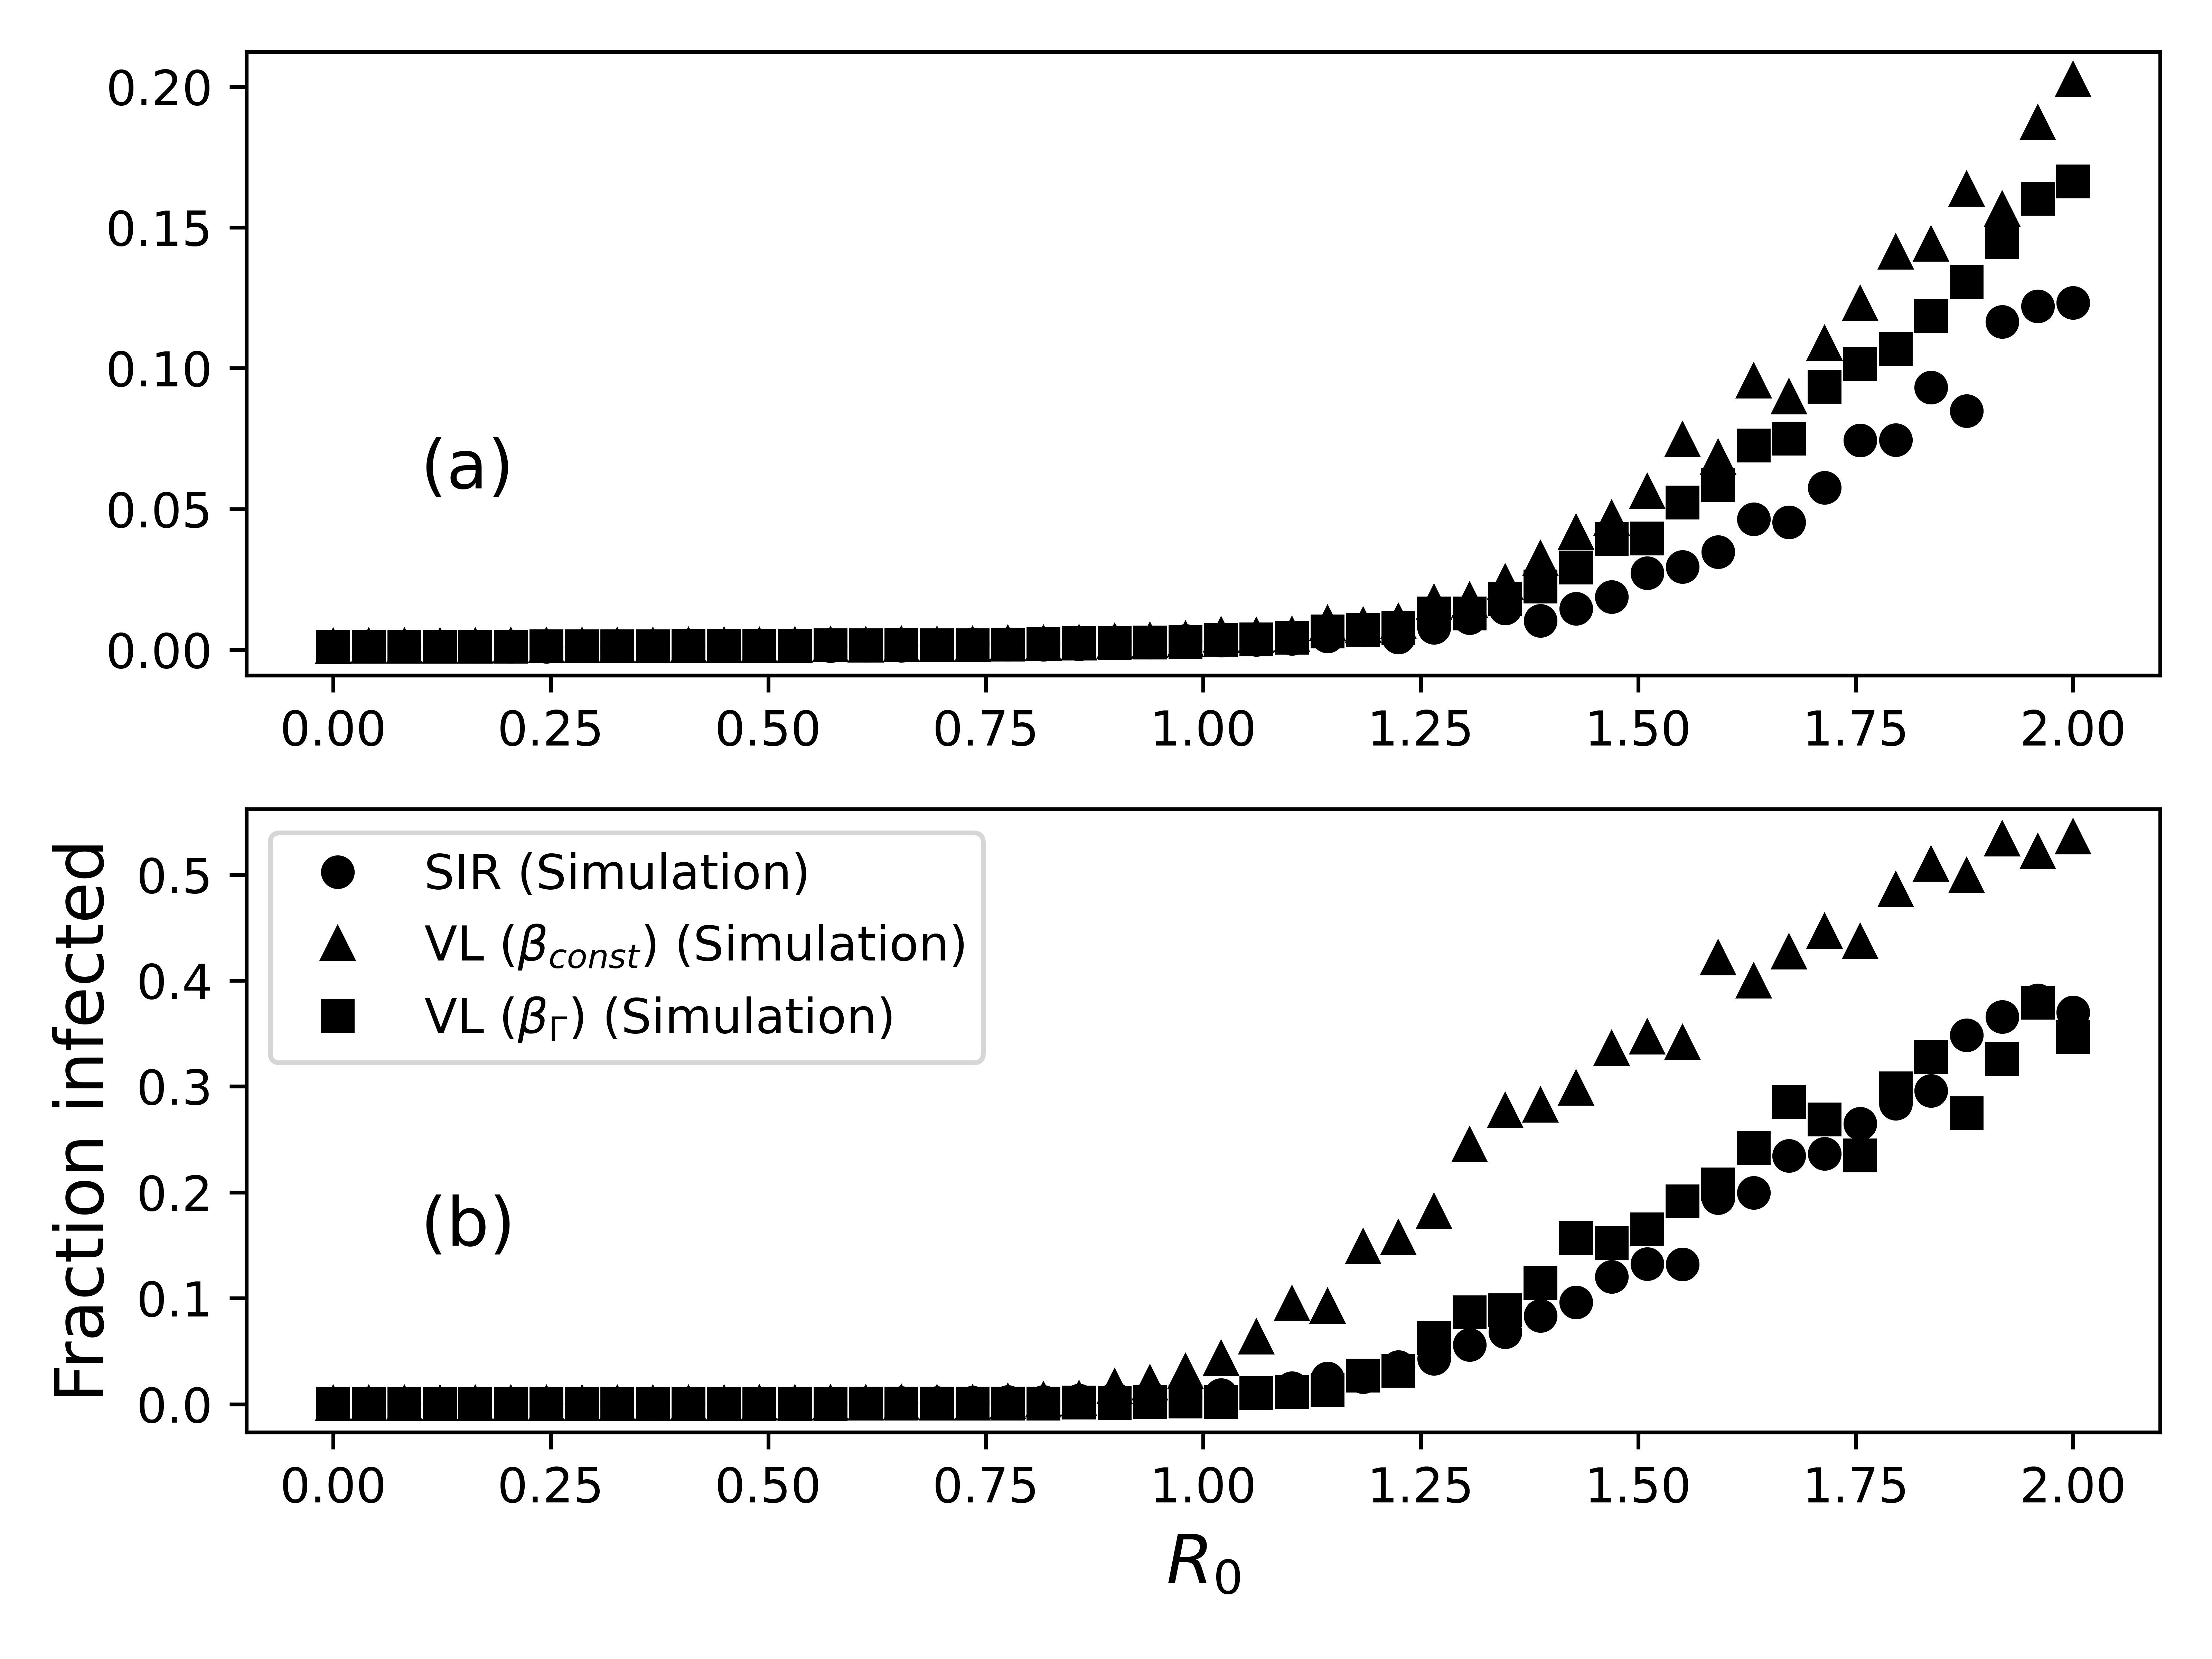 0.20
0.15
0.10
0.05
0.00
(a)
0.00 0.25 0.50 0.75 1.00 1.25 1.50 1.75 2.00
Fraction infected
0.5
0.4
0.3
0.2
0.1
0.0
SIR (Simulation)
VL (β_const) (Simulation)
VL (β_Γ) (Simulation)
(b)
0.00 0.25 0.50 0.75 1.00 1.25 1.50 1.75 2.00
R₀